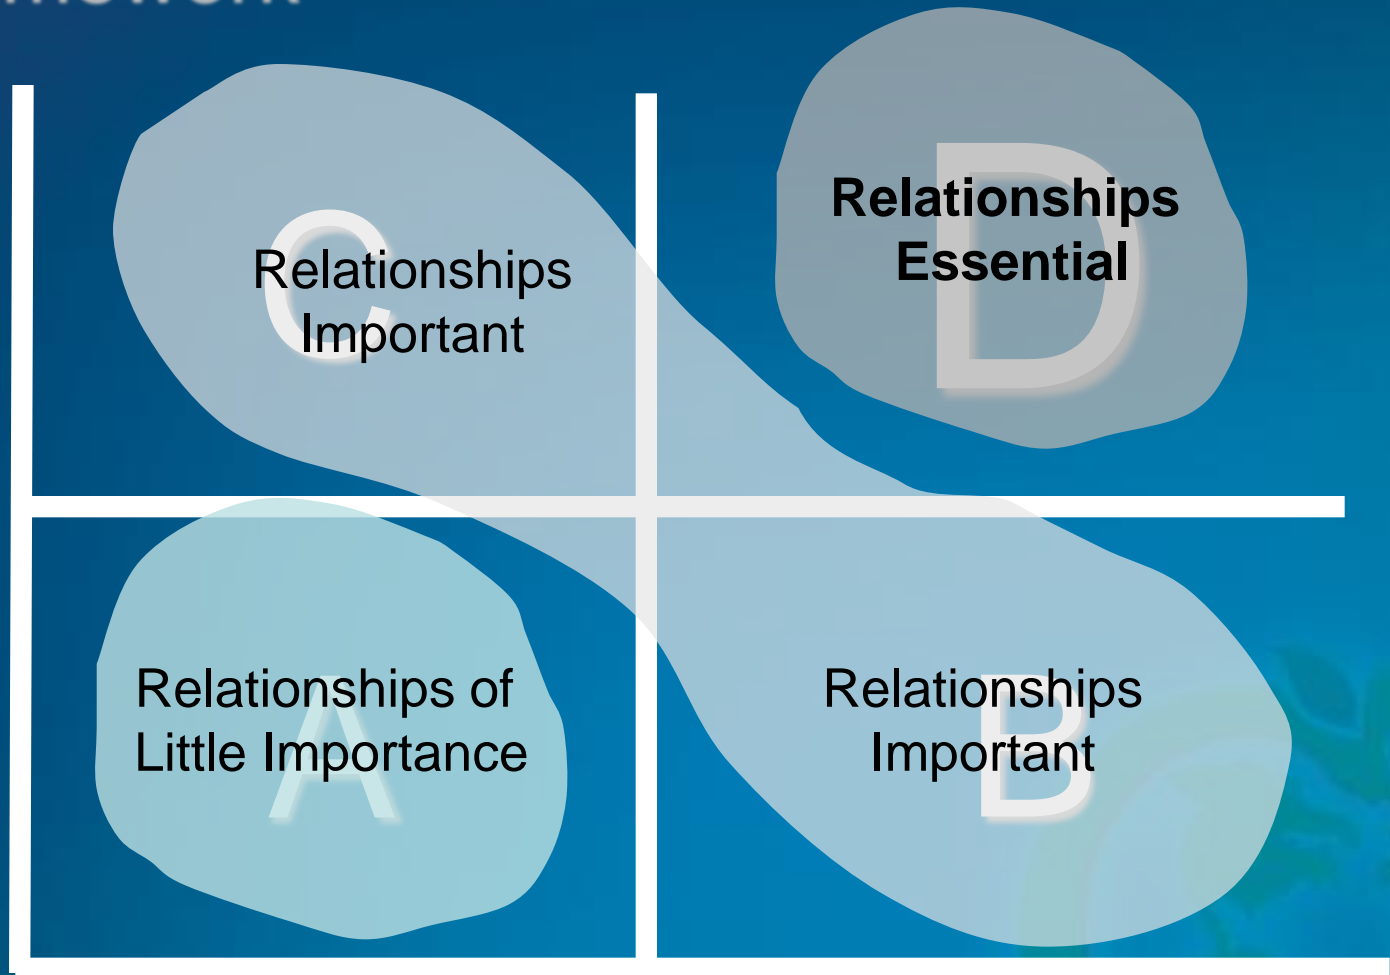 C
Relationships
Important
D
Relationships
Essential
A
Relationships of
Little Importance
B
Relationships
Important